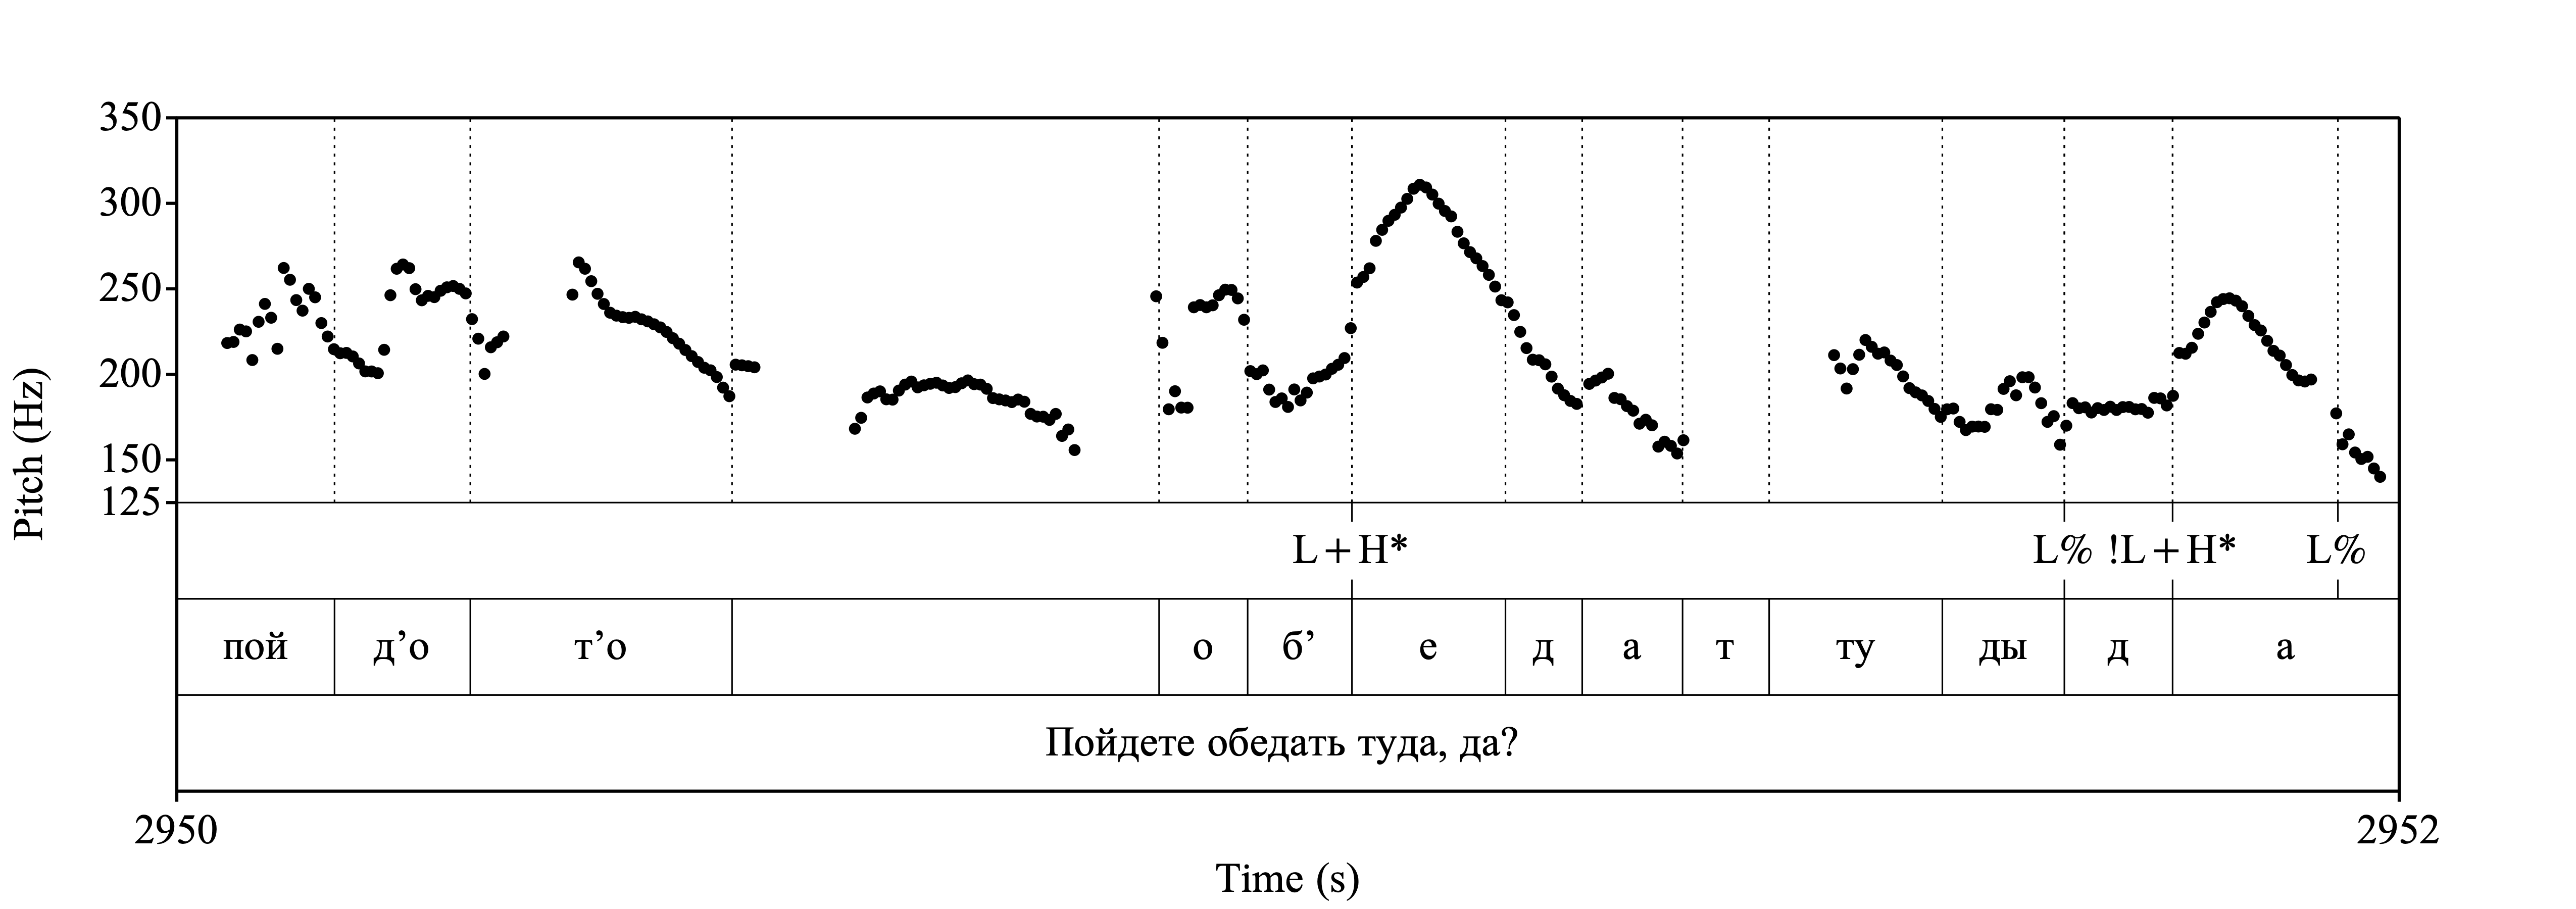 350
300
250
200
150
125
Pitch (Hz)
L+H* L% !L+H* L%
пой д’о т’о о б’ е д а т ту ды д а
Пойдете обедать туда, да?
2950 2952
Time (s)